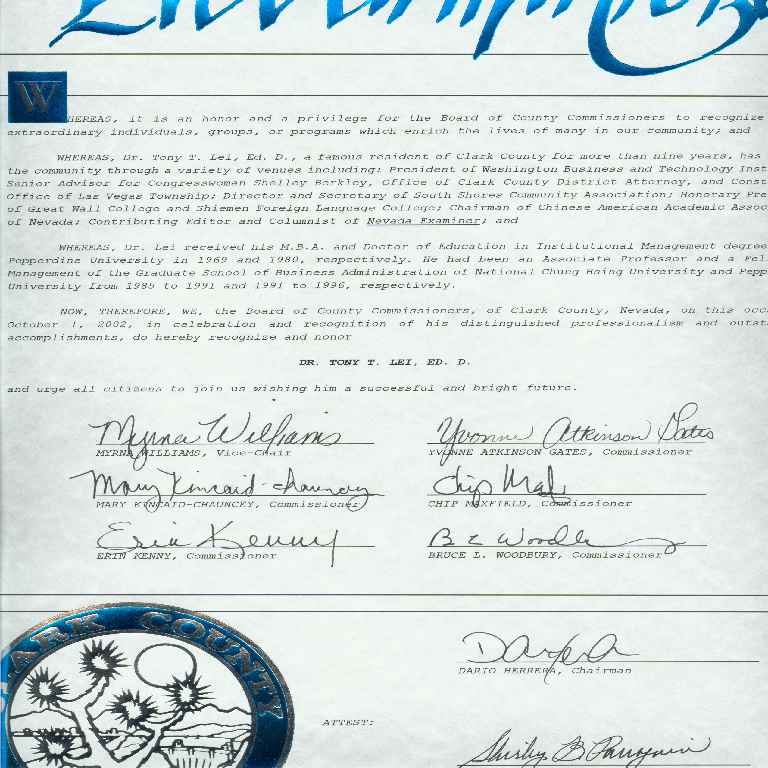 WHEREAS, it is an honor and a privilege for the Board of County Commissioners to recognize
extraordinary individuals, groups, or programs which enrich the lives of many in our community; and
WHEREAS, Dr. Tony T. Lei, Ed. D., a famous resident of Clark County for more than nine years, has
the community through a variety of venues including: President of Washington Business and Technology Inst
Senior Advisor for Congresswoman Shelley Berkley, Office of Clark County District Attorney, and Const
Office of Las Vegas Township; Director and Secretary of South Shores Community Association; Honorary Pre
of Great Wall College and Shiemen Foreign Language College; Chairman of Chinese American Academic Assoc
of Nevada; Contributing Editor and Columnist of Nevada Examiner; and
WHEREAS, Dr. Lei received his M.B.A. and Doctor of Education in Institutional Management degree
Pepperdine University in 1969 and 1980, respectively. He had been an Associate Professor and a Fel
Management of the Graduate School of Business Administration of National Chung Hsing University and Pepp
University from 1985 to 1991 and 1991 to 1996, respectively.
NOW, THEREFORE, WE, the Board of County Commissioners, of Clark County, Nevada, on this occ
October 1, 2002, in celebration and recognition of his distinguished professionalism and outst
accomplishments, do hereby recognize and honor
DR. TONY T. LEI, ED. D.
and urge all citizens to join us wishing him a successful and bright future.
Myrna Williams Yvonne Atkinson Gates
MYRNA WILLIAMS, Vice-Chair YVONNE ATKINSON GATES, Commissioner
Mary Kincaid-Chauncey Chip Maxfield
MARY KINCAID-CHAUNCEY, Commissioner CHIP MAXFIELD, Commissioner
Erin Kenny B L Woodbury
ERIN KENNY, Commissioner BRUCE L. WOODBURY, Commissioner
CLARK COUNTY
DARIO HERRERA, Chairman
ATTEST:
Shirley B Parraguirre